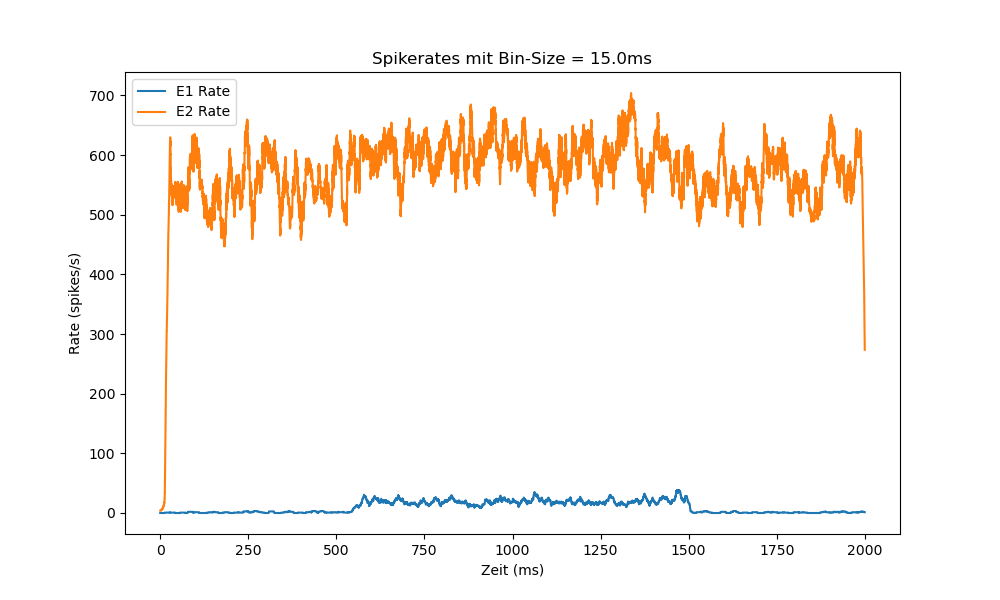 Spikerates mit Bin-Size = 15.0ms
E1 Rate
E2 Rate
700
600
500
400
300
200
100
0
Rate (spikes/s)
0 250 500 750 1000 1250 1500 1750 2000
Zeit (ms)